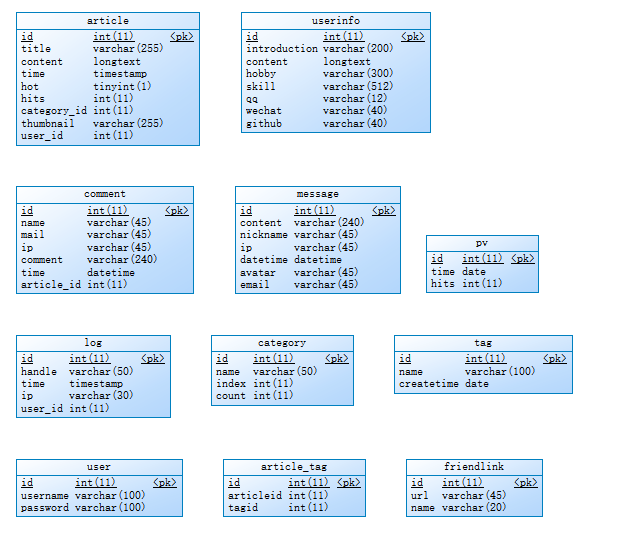 article
id int(11) <pk>
title varchar(255)
content longtext
time timestamp
hot tinyint(1)
hits int(11)
category_id int(11)
thumbnail varchar(255)
user_id int(11)
userinfo
id int(11) <pk>
introduction varchar(200)
content longtext
hobby varchar(300)
skill varchar(512)
qq varchar(12)
wechat varchar(40)
github varchar(40)
comment
id int(11) <pk>
name varchar(45)
mail varchar(45)
ip varchar(45)
comment varchar(240)
time datetime
article_id int(11)
message
id int(11) <pk>
content varchar(240)
nickname varchar(45)
ip varchar(45)
datetime datetime
avatar varchar(45)
email varchar(45)
pv
id int(11) <pk>
time date
hits int(11)
log
id int(11) <pk>
handle varchar(50)
time timestamp
ip varchar(30)
user_id int(11)
category
id int(11) <pk>
name varchar(50)
index int(11)
count int(11)
tag
id int(11) <pk>
name varchar(100)
createtime date
user
id int(11) <pk>
username varchar(100)
password varchar(100)
article_tag
id int(11) <pk>
articleid int(11)
tagid int(11)
friendlink
id int(11) <pk>
url varchar(45)
name varchar(20)